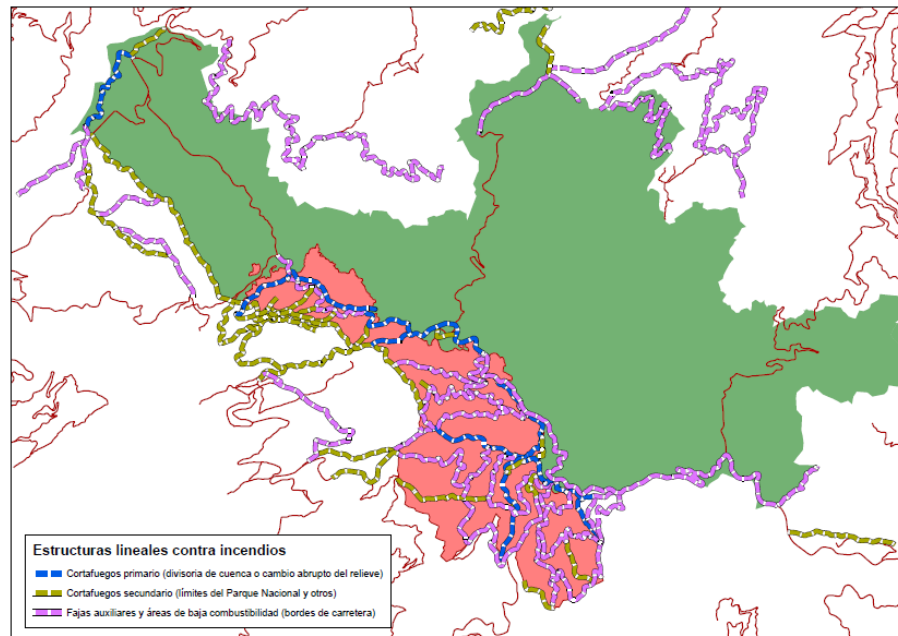 Estructuras lineales contra incendios
Cortafuegos primario (divisoria de cuenca o cambio abrupto del relieve)
Cortafuegos secundario (límites del Parque Nacional y otros)
Fajas auxiliares y áreas de baja combustibilidad (bordes de carretera)